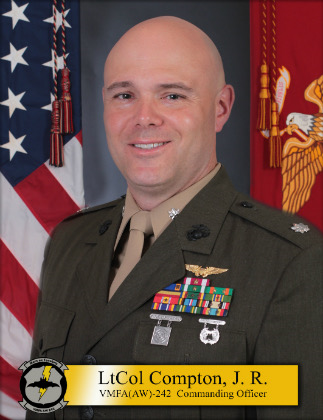 LtCol Compton, J. R.
VMFA(AW)-242 Commanding Officer